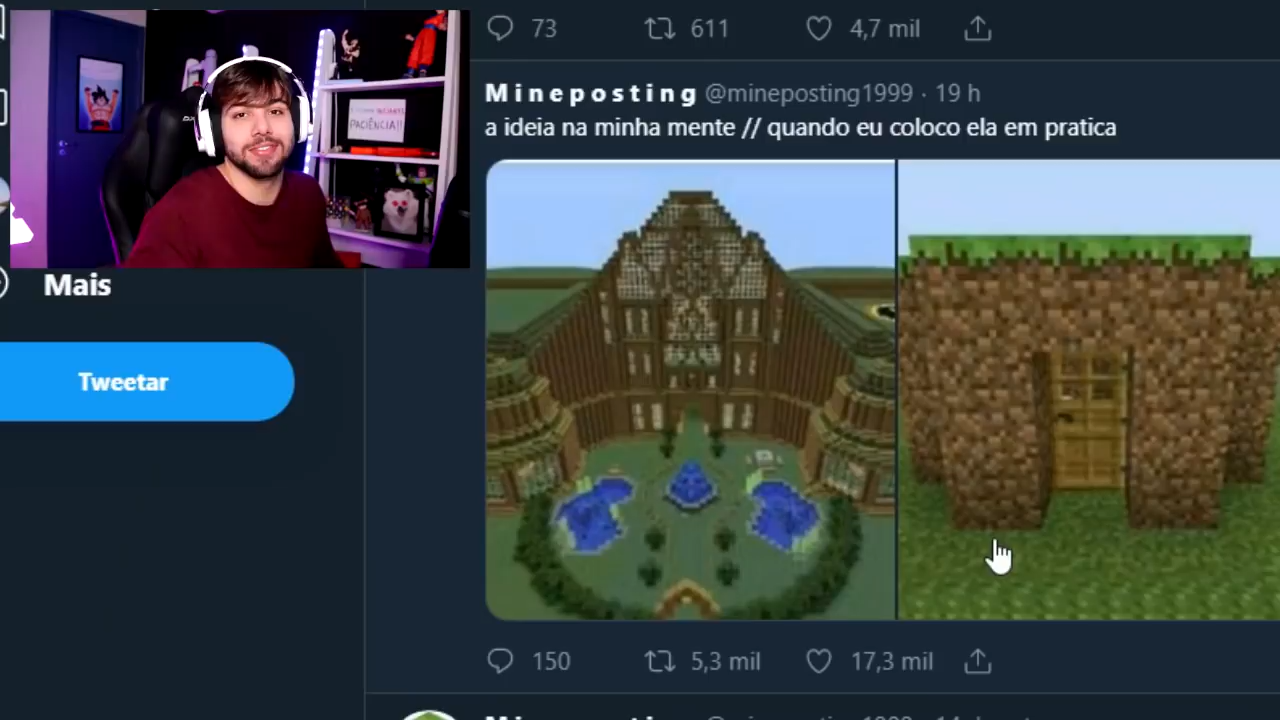 73 611 4,7 mil
Mineposting @mineposting1999 · 19 h
a ideia na minha mente // quando eu coloco ela em pratica
PACIÊNCIA!!
Mais
Tweetar
150 5,3 mil 17,3 mil